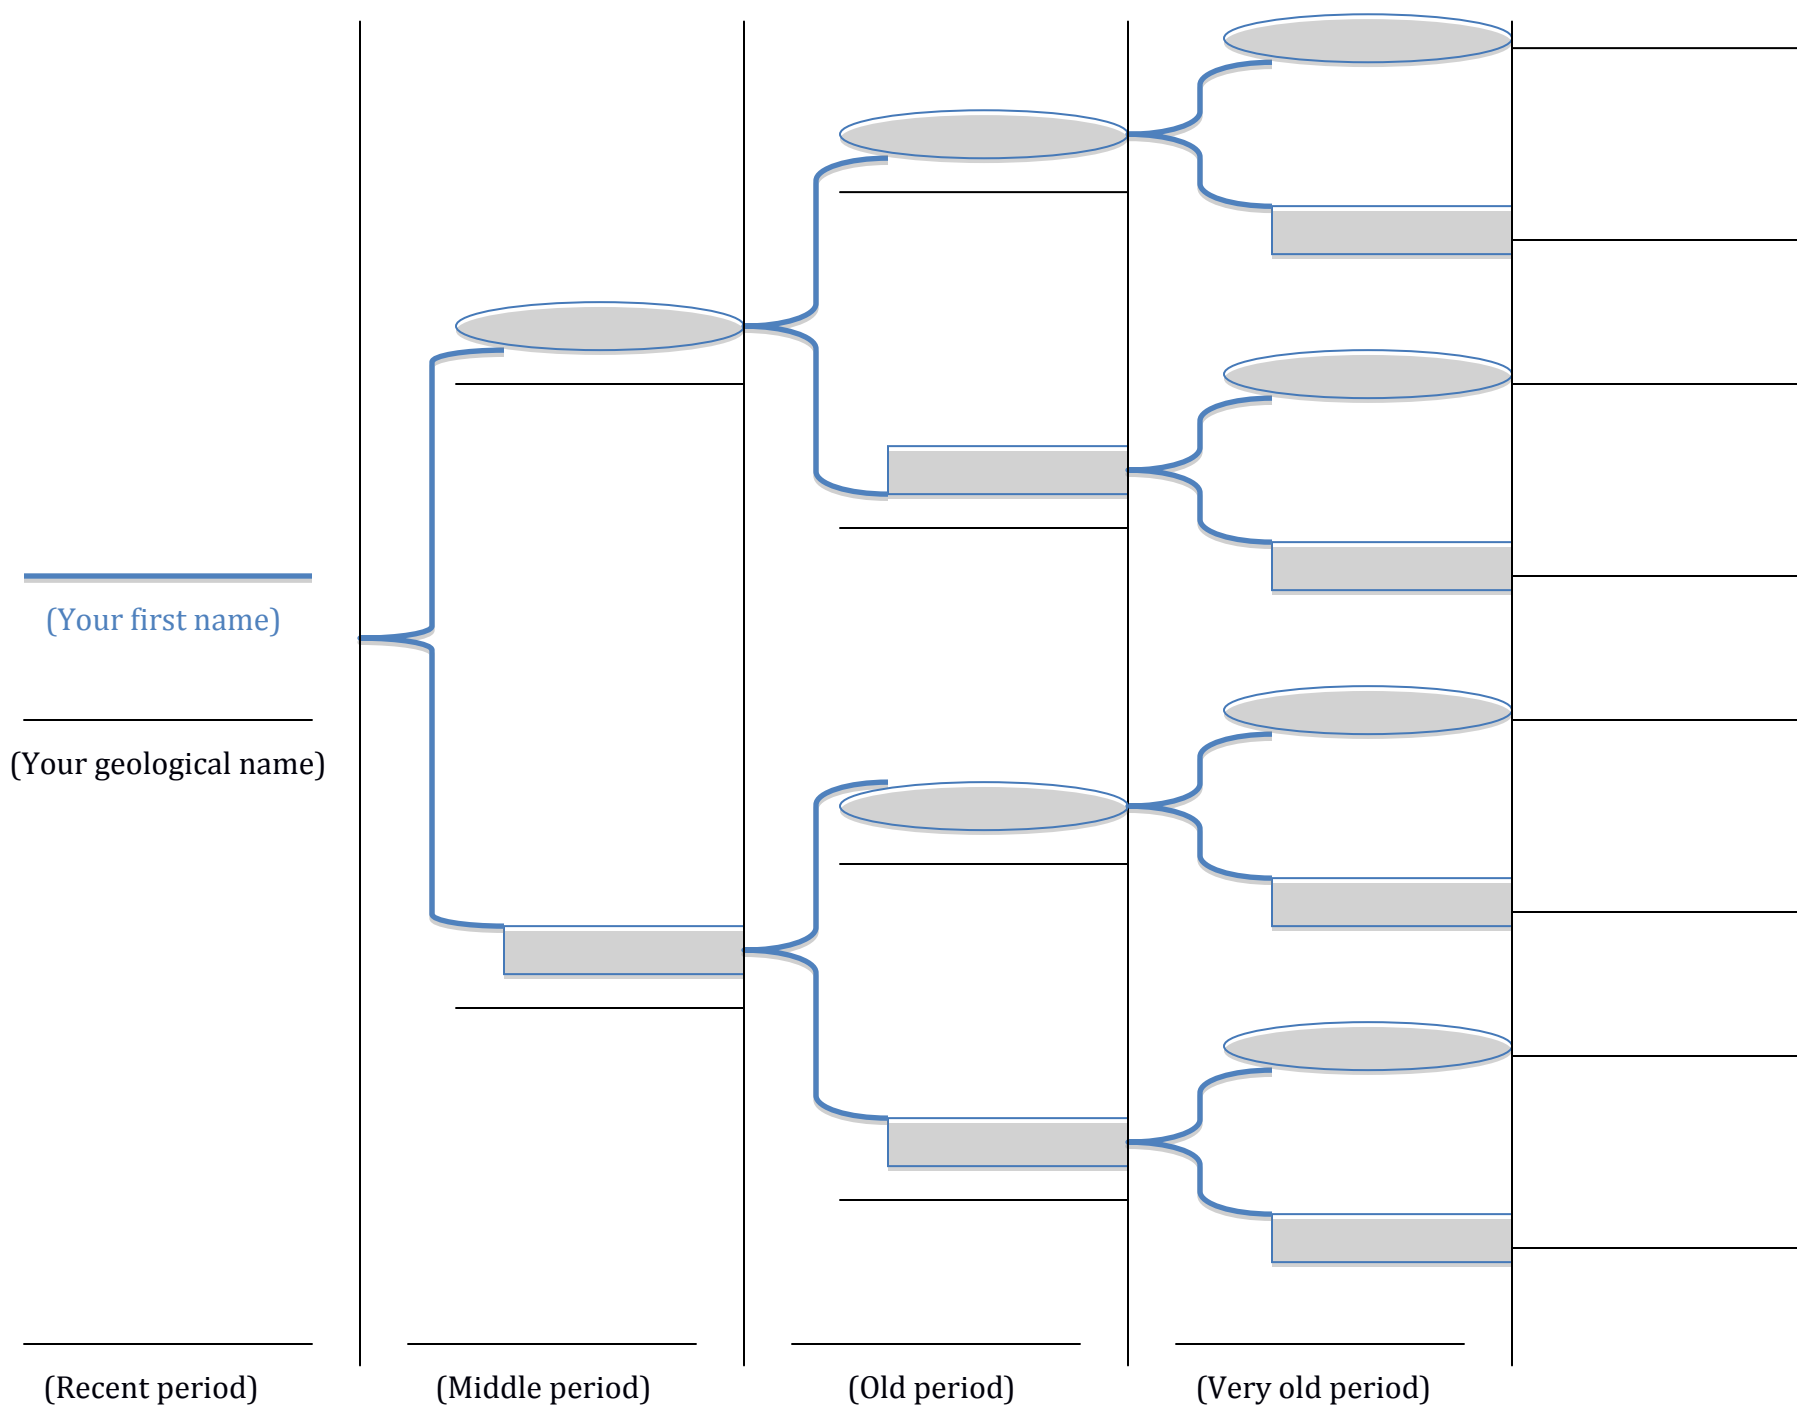 (Your first name)
(Your geological name)
(Recent period)
(Middle period)
(Old period)
(Very old period)